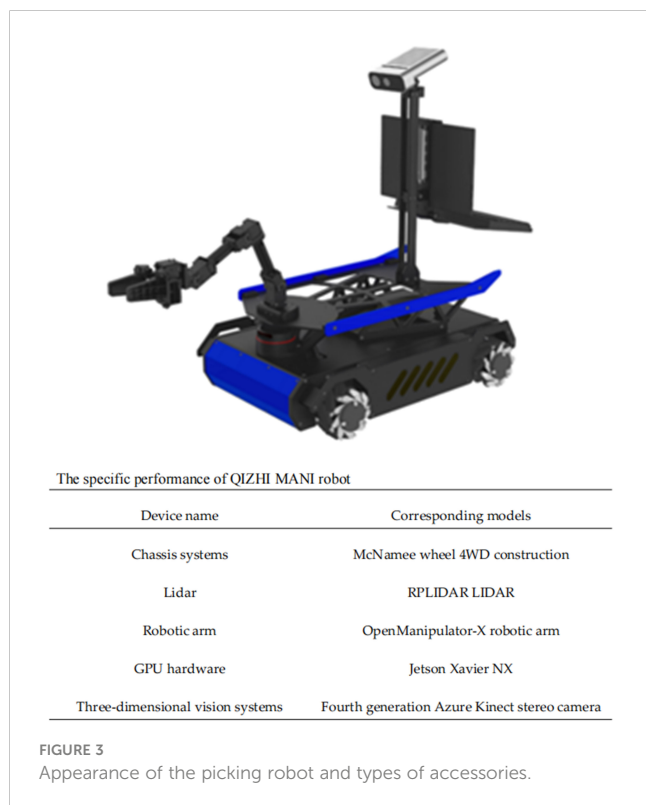 The specific performance of QIZHI MANI robot
Device name Corresponding models
Chassis systems McNamee wheel 4WD construction
Lidar RPLIDAR LIDAR
Robotic arm OpenManipulator-X robotic arm
GPU hardware Jetson Xavier NX
Three-dimensional vision systems Fourth generation Azure Kinect stereo camera
FIGURE 3
Appearance of the picking robot and types of accessories.